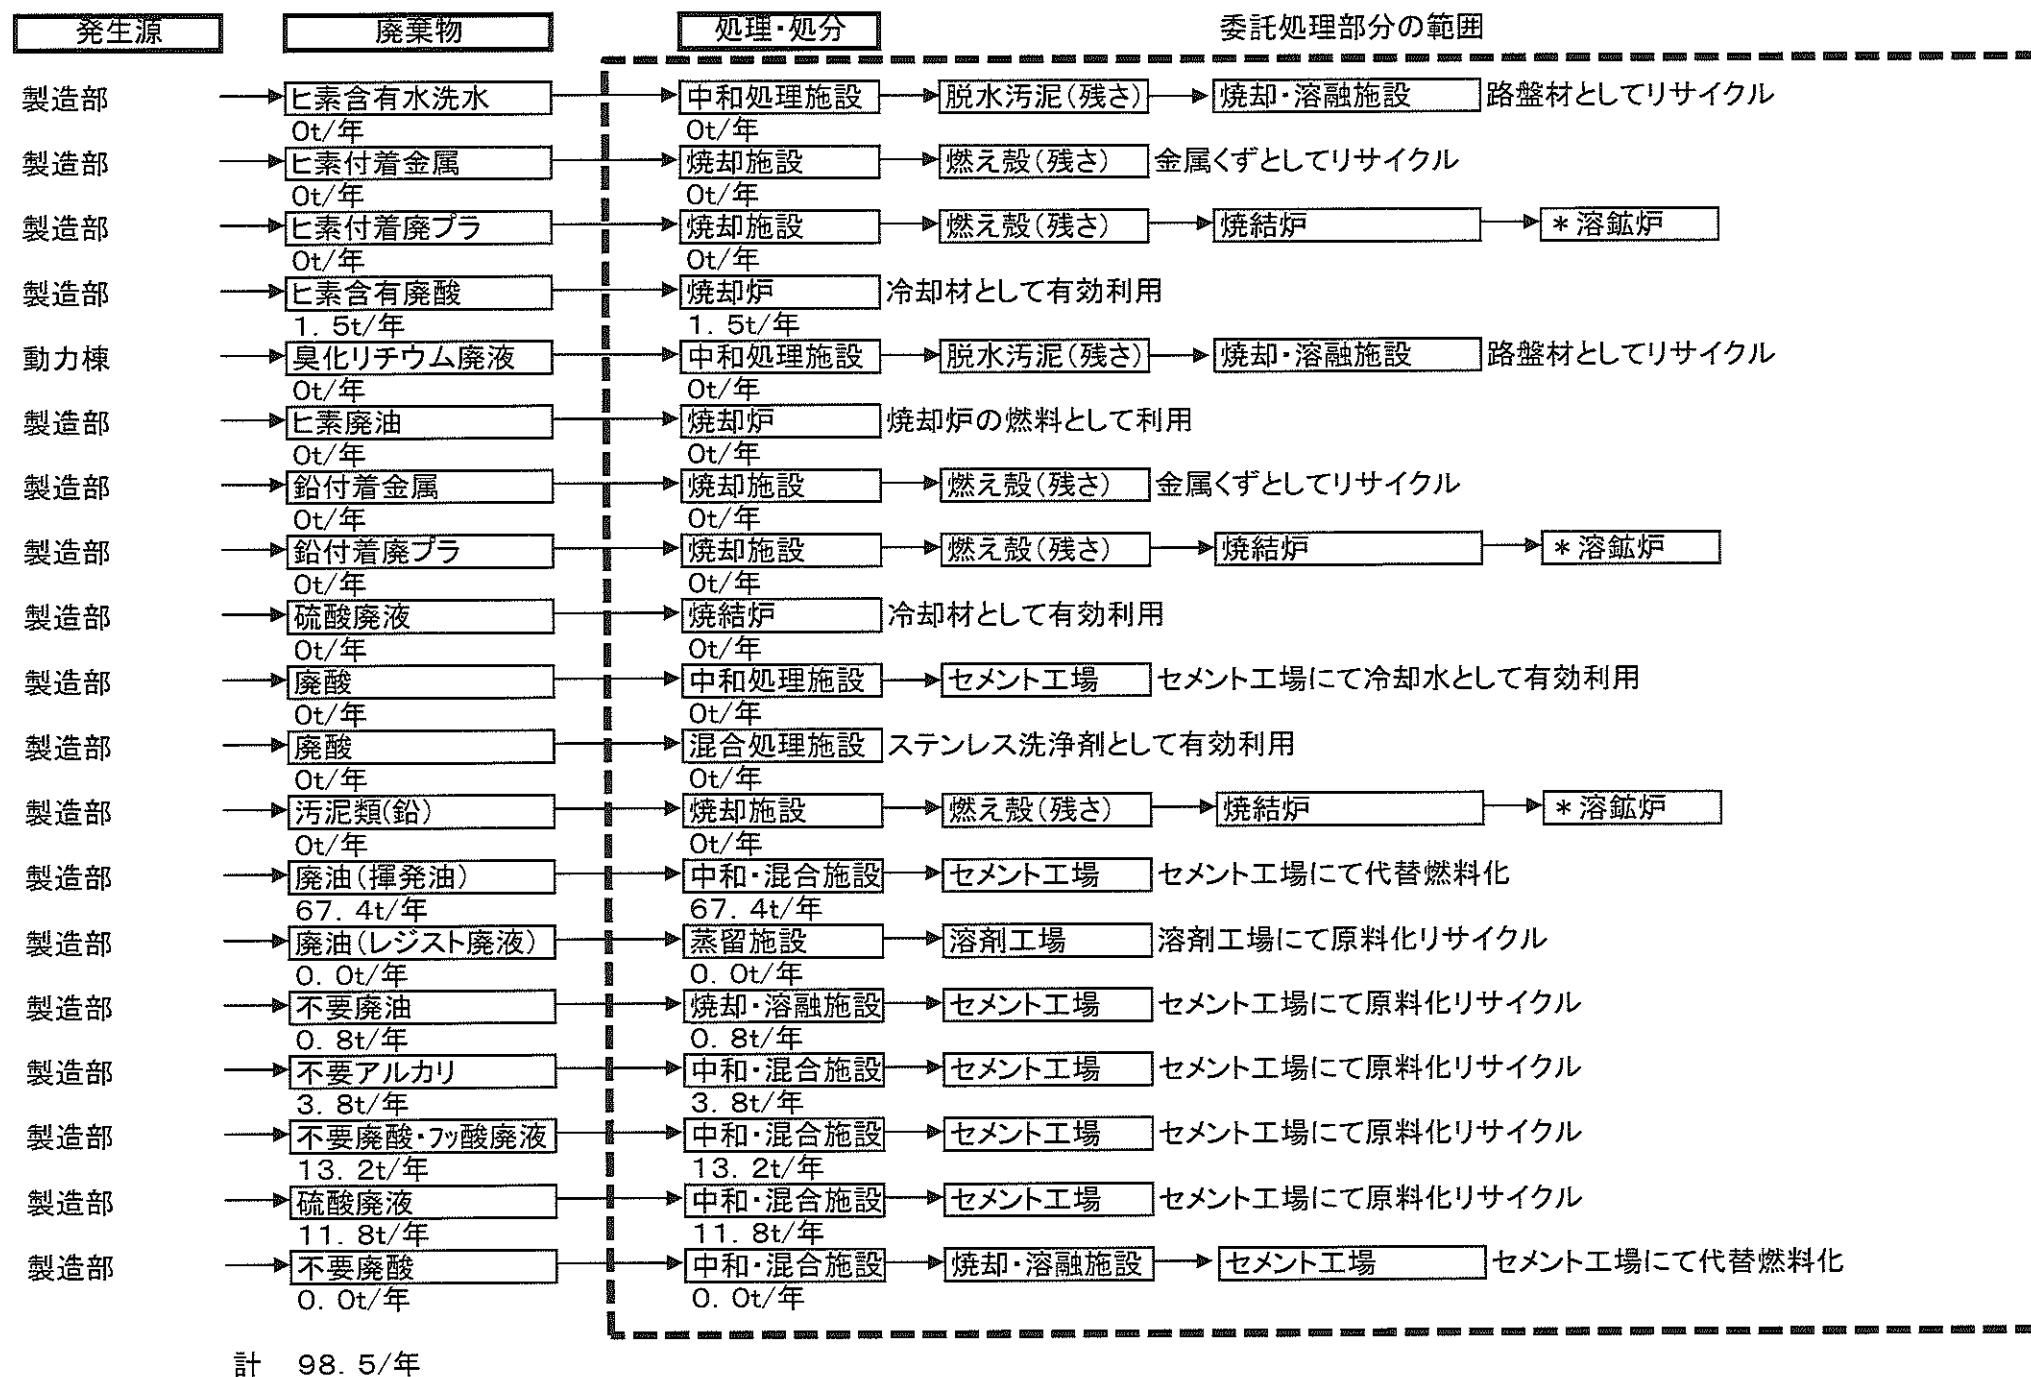 発生源 廃棄物 処理・処分 委託処理部分の範囲
製造部 ヒ素含有水洗水 中和処理施設 脱水汚泥(残さ) 焼却・溶融施設 路盤材としてリサイクル
0t/年 0t/年
製造部 ヒ素付着金属 焼却施設 燃え殻(残さ) 金属くずとしてリサイクル
0t/年 0t/年
製造部 ヒ素付着廃プラ 焼却施設 燃え殻(残さ) 焼結炉 *溶鉱炉
0t/年 0t/年
製造部 ヒ素含有廃酸 焼却炉 冷却材として有効利用
1.5t/年 1.5t/年
動力棟 臭化リチウム廃液 中和処理施設 脱水汚泥(残さ) 焼却・溶融施設 路盤材としてリサイクル
0t/年 0t/年
製造部 ヒ素廃油 焼却炉 焼却炉の燃料として利用
0t/年 0t/年
製造部 鉛付着金属 焼却施設 燃え殻(残さ) 金属くずとしてリサイクル
0t/年 0t/年
製造部 鉛付着廃プラ 焼却施設 燃え殻(残さ) 焼結炉 *溶鉱炉
0t/年 0t/年
製造部 硫酸廃液 焼結炉 冷却材として有効利用
0t/年 0t/年
製造部 廃酸 中和処理施設 セメント工場 セメント工場にて冷却水として有効利用
0t/年 0t/年
製造部 廃酸 混合処理施設 ステンレス洗浄剤として有効利用
0t/年 0t/年
製造部 汚泥類(鉛) 焼却施設 燃え殻(残さ) 焼結炉 *溶鉱炉
0t/年 0t/年
製造部 廃油(揮発油) 中和・混合施設 セメント工場 セメント工場にて代替燃料化
67.4t/年 67.4t/年
製造部 廃油(レジスト廃液) 蒸留施設 溶剤工場 溶剤工場にて原料化リサイクル
0.0t/年 0.0t/年
製造部 不要廃油 焼却・溶融施設 セメント工場 セメント工場にて原料化リサイクル
0.8t/年 0.8t/年
製造部 不要アルカリ 中和・混合施設 セメント工場 セメント工場にて原料化リサイクル
3.8t/年 3.8t/年
製造部 不要廃酸・フッ酸廃液 中和・混合施設 セメント工場 セメント工場にて原料化リサイクル
13.2t/年 13.2t/年
製造部 硫酸廃液 中和・混合施設 セメント工場 セメント工場にて原料化リサイクル
11.8t/年 11.8t/年
製造部 不要廃酸 中和・混合施設 焼却・溶融施設 セメント工場 セメント工場にて代替燃料化
0.0t/年 0.0t/年
計 98.5/年